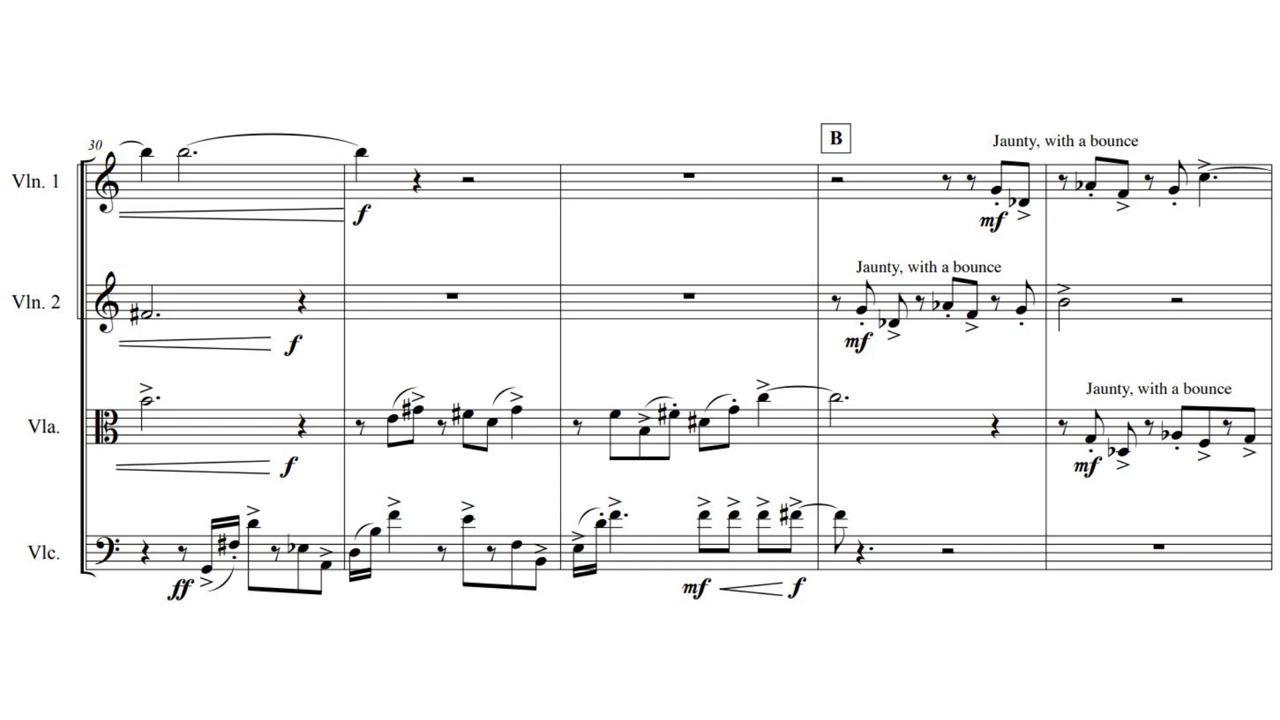 B
30
Jaunty, with a bounce
Vln. 1
f
mf
Jaunty, with a bounce
Vln. 2
f
mf
Jaunty, with a bounce
Vla.
f
mf
Vlc.
ff
mf
f